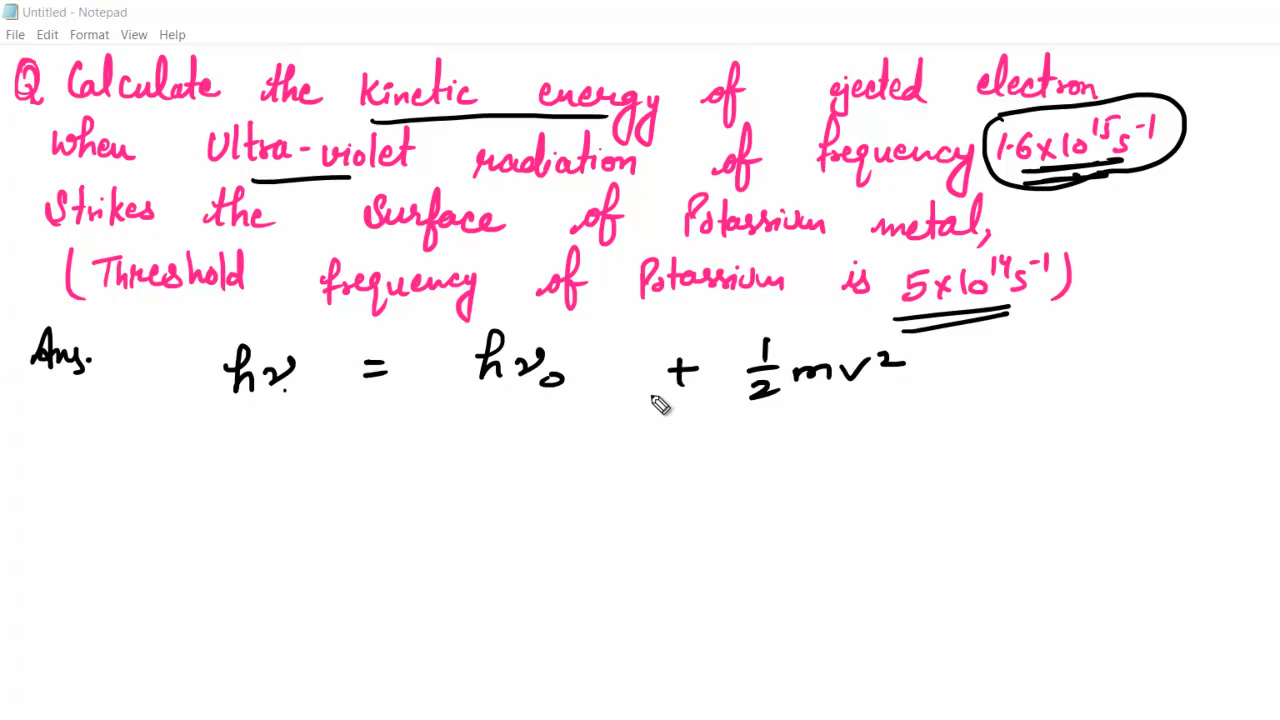 Untitled - Notepad
File Edit Format View Help
Q Calculate the kinetic energy of ejected electron
when Ultra-violet radiation of frequency 1.6×10¹⁵s⁻¹
Strikes the Surface of Potassium metal,
(Threshold frequency of Potassium is 5×10¹⁴s⁻¹)
Ans. hν = hν₀ + 1/2 mv²